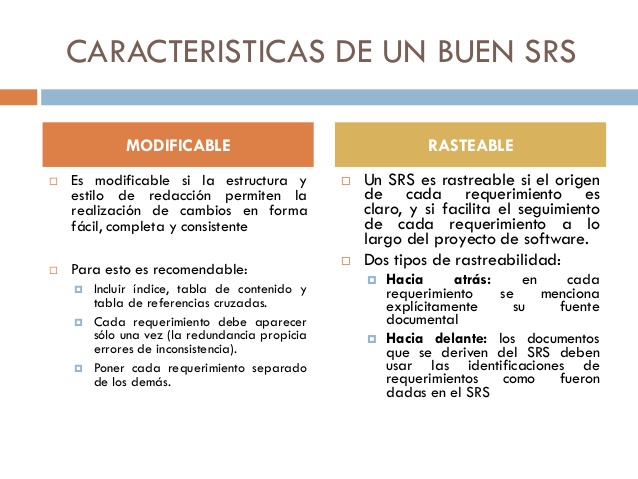 CARACTERISTICAS DE UN BUEN SRS
MODIFICABLE
Es modificable si la estructura y
estilo de redacción permiten la
realización de cambios en forma
fácil, completa y consistente
Para esto es recomendable:
Incluir índice, tabla de contenido y
tabla de referencias cruzadas.
Cada requerimiento debe aparecer
sólo una vez (la redundancia propicia
errores de inconsistencia).
Poner cada requerimiento separado
de los demás.
RASTEABLE
Un SRS es rastreable si el origen
de cada requerimiento es
claro, y si facilita el seguimiento
de cada requerimiento a lo
largo del proyecto de software.
Dos tipos de rastreabilidad:
Hacia atrás: en cada
requerimiento se menciona
explícitamente su fuente
documental
Hacia delante: los documentos
que se deriven del SRS deben
usar las identificaciones de
requerimientos como fueron
dadas en el SRS